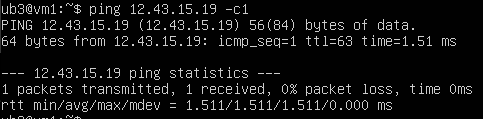 ub3@vm1:~$ ping 12.43.15.19 -c1
PING 12.43.15.19 (12.43.15.19) 56(84) bytes of data.
64 bytes from 12.43.15.19: icmp_seq=1 ttl=63 time=1.51 ms

--- 12.43.15.19 ping statistics ---
1 packets transmitted, 1 received, 0% packet loss, time 0ms
rtt min/avg/max/mdev = 1.511/1.511/1.511/0.000 ms
ub3@vm1:~$